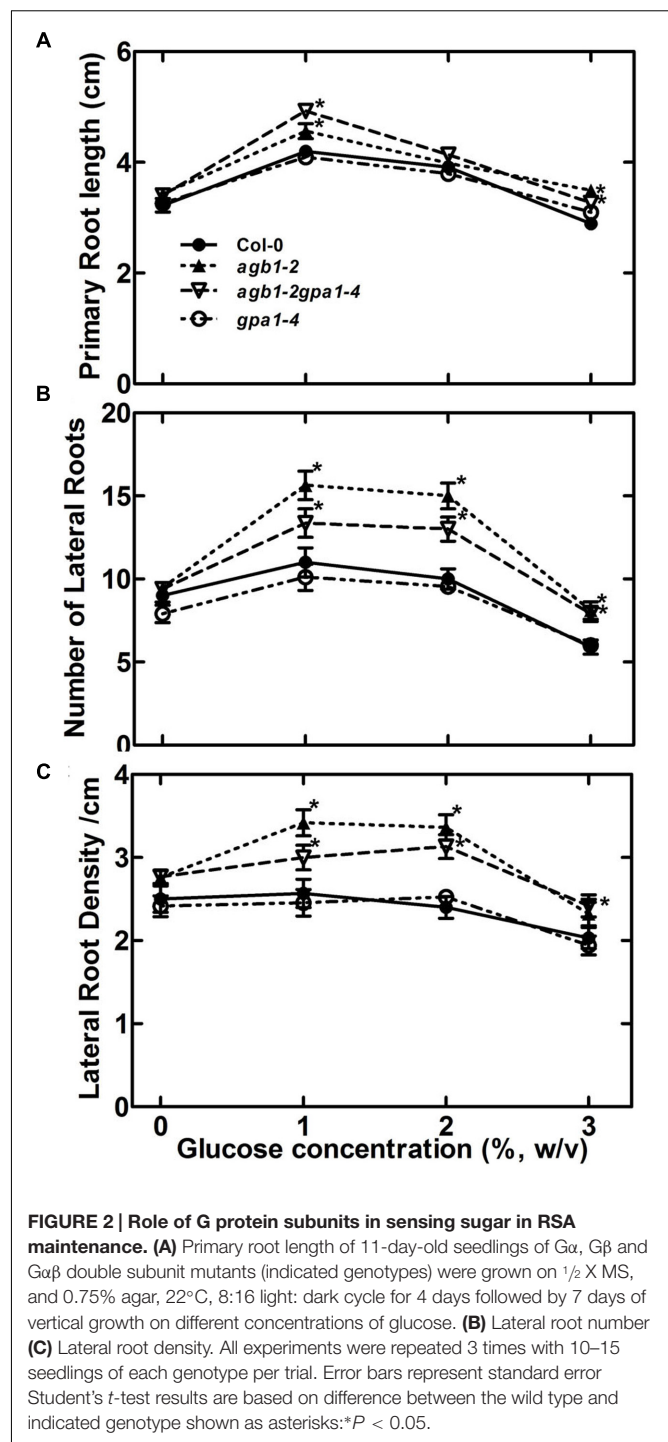 A
Primary Root length (cm)
6
4
2
0
*
*
*
*
Col-0
agb1-2
agb1-2gpa1-4
gpa1-4
B
Number of Lateral Roots
20
15
10
5
0
*
*
*
*
*
*
C
Lateral Root Density /cm
4
3
2
1
0
*
*
*
*
*
0 1 2 3
Glucose concentration (%, w/v)
FIGURE 2 | Role of G protein subunits in sensing sugar in RSA
maintenance. (A) Primary root length of 11-day-old seedlings of Gα, Gβ and
Gαβ double subunit mutants (indicated genotypes) were grown on ½ X MS,
and 0.75% agar, 22°C, 8:16 light: dark cycle for 4 days followed by 7 days of
vertical growth on different concentrations of glucose. (B) Lateral root number
(C) Lateral root density. All experiments were repeated 3 times with 10–15
seedlings of each genotype per trial. Error bars represent standard error
Student's t-test results are based on difference between the wild type and
indicated genotype shown as asterisks:*P < 0.05.